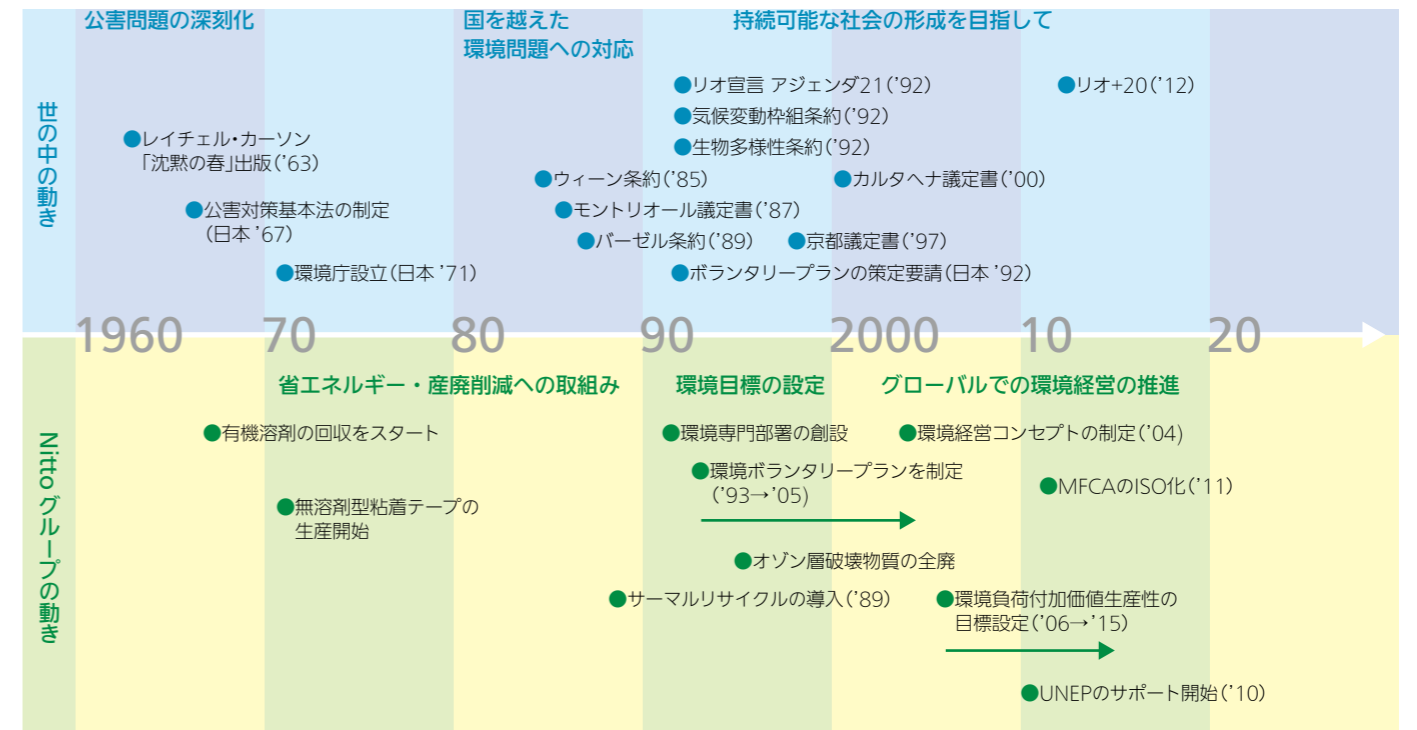 公害問題の深刻化
国を越えた
環境問題への対応
持続可能な社会の形成を目指して
世の中の動き
●リオ宣言 アジェンダ21(’92)
●リオ+20(’12)
●気候変動枠組条約(’92)
●レイチェル・カーソン
「沈黙の春」出版(’63)
●生物多様性条約(’92)
●ウィーン条約(’85)
●カルタヘナ議定書(’00)
●公害対策基本法の制定
(日本 ’67)
●モントリオール議定書(’87)
●バーゼル条約(’89)
●京都議定書(’97)
●環境庁設立(日本 ’71)
●ボランタリープランの策定要請(日本 ’92)
1960 70 80 90 2000 10 20
Nitto グループの動き
省エネルギー・産廃削減への取組み
環境目標の設定
グローバルでの環境経営の推進
●有機溶剤の回収をスタート
●環境専門部署の創設
●環境経営コンセプトの制定(’04)
●環境ボランタリープランを制定
(’93→’05)
●MFCAのISO化(’11)
●無溶剤型粘着テープの
生産開始
●オゾン層破壊物質の全廃
●サーマルリサイクルの導入(’89)
●環境負荷付加価値生産性の
目標設定(’06→’15)
●UNEPのサポート開始(’10)